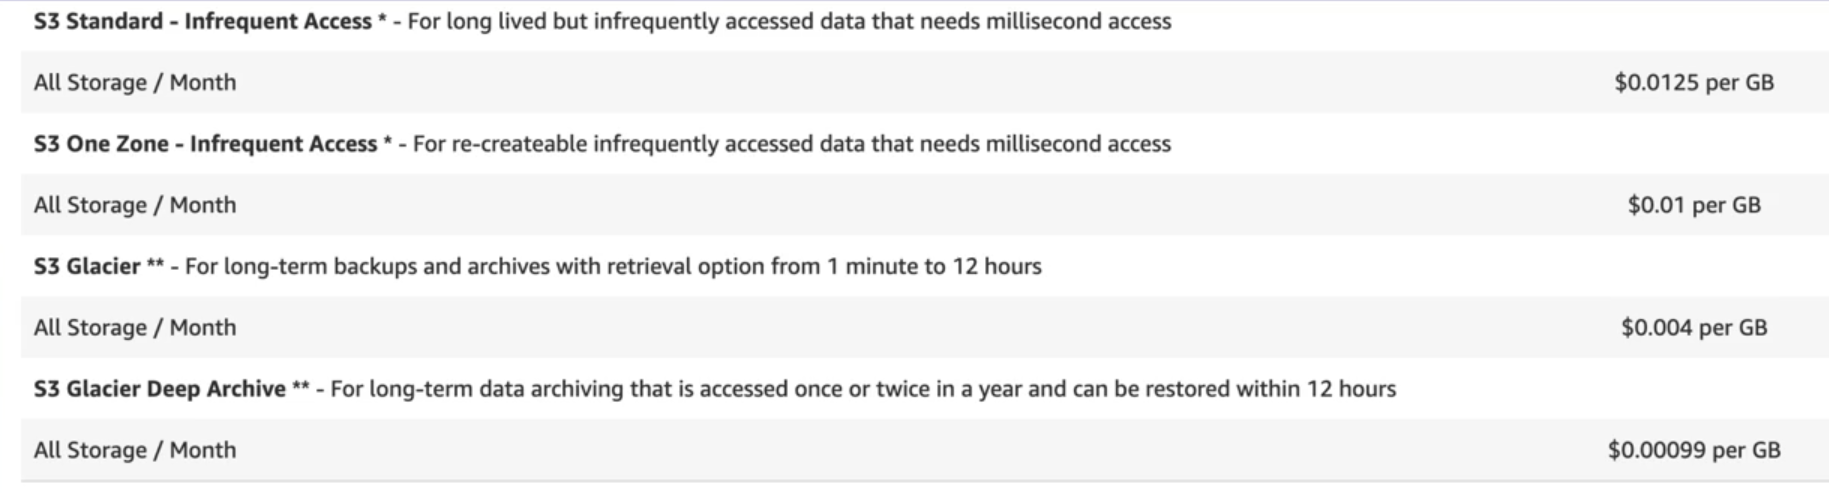 S3 Standard - Infrequent Access * - For long lived but infrequently accessed data that needs millisecond access
All Storage / Month $0.0125 per GB
S3 One Zone - Infrequent Access * - For re-createable infrequently accessed data that needs millisecond access
All Storage / Month $0.01 per GB
S3 Glacier ** - For long-term backups and archives with retrieval option from 1 minute to 12 hours
All Storage / Month $0.004 per GB
S3 Glacier Deep Archive ** - For long-term data archiving that is accessed once or twice in a year and can be restored within 12 hours
All Storage / Month $0.00099 per GB